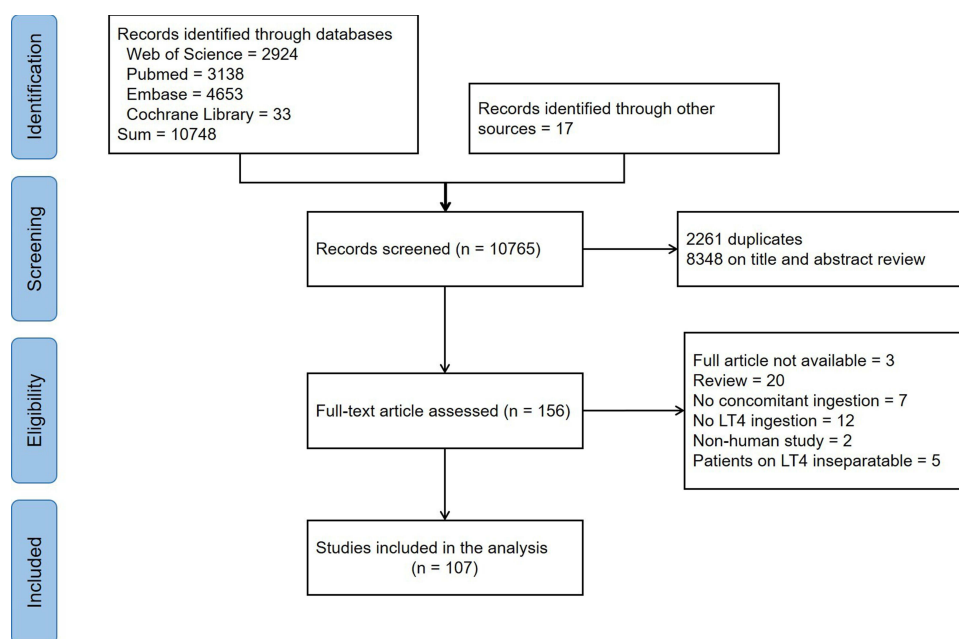 Identification
Records identified through databases
Web of Science = 2924
Pubmed = 3138
Embase = 4653
Cochrane Library = 33
Sum = 10748
Records identified through other
sources = 17
Screening
Records screened (n = 10765)
2261 duplicates
8348 on title and abstract review
Eligibility
Full-text article assessed (n = 156)
Full article not available = 3
Review = 20
No concomitant ingestion = 7
No LT4 ingestion = 12
Non-human study = 2
Patients on LT4 inseparatable = 5
Included
Studies included in the analysis
(n = 107)